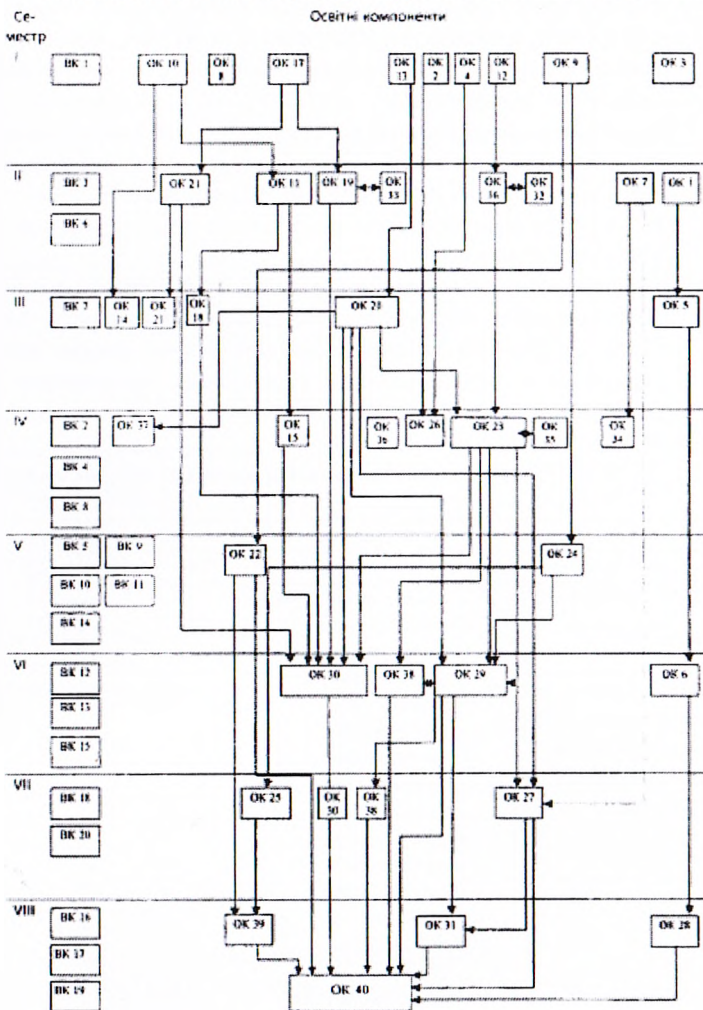 Се-
местр
Освітні компоненти
I
ВК 1
ОК 10
ОК
8
ОК 17
ОК
13
ОК
2
ОК
4
ОК
12
ОК 9
ОК 3
II
ВК 3
ОК 21
ОК 11
ОК 19
ОК
33
ОК
16
ОК
32
ОК 7
ОК 1
ВК 6
III
ВК 7
ОК
14
ОК
21
ОК
18
ОК 20
ОК 5
IV
ВК 2
ОК 37
ОК
15
ОК
36
ОК 26
ОК 23
ОК
35
ОК
34
ВК 4
ВК 8
V
ВК 5
ВК 9
ОК 22
ОК 24
ВК 10
ВК 11
ВК 14
VI
ВК 12
ОК 30
ОК 38
ОК 29
ОК 6
ВК 13
ВК 15
VII
ВК 18
ОК 25
ОК
30
ОК
38
ОК 27
ВК 20
VIII
ВК 16
ОК 39
ОК 31
ОК 28
ВК 17
ВК 19
ОК 40